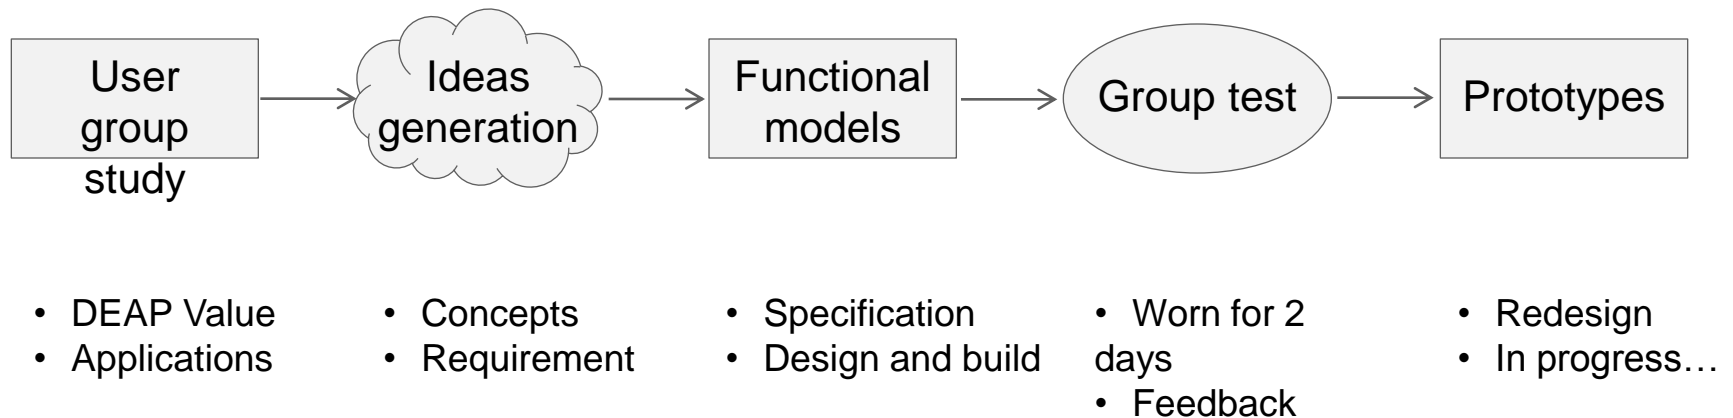 User
group
study
Ideas
generation
Functional
models
Group test
Prototypes
• DEAP Value
• Applications
• Concepts
• Requirement
• Specification
• Design and build
• Worn for 2
days
• Feedback
• Redesign
• In progress…